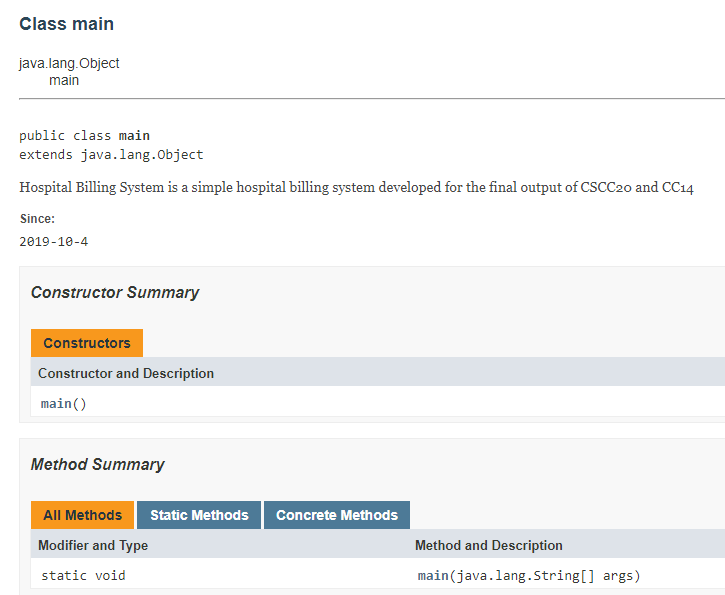 Class main
java.lang.Object
main
public class main
extends java.lang.Object
Hospital Billing System is a simple hospital billing system developed for the final output of CSCC20 and CC14
Since:
2019-10-4
Constructor Summary
Constructors
Constructor and Description
main()
Method Summary
All Methods Static Methods Concrete Methods
Modifier and Type Method and Description
static void main(java.lang.String[] args)